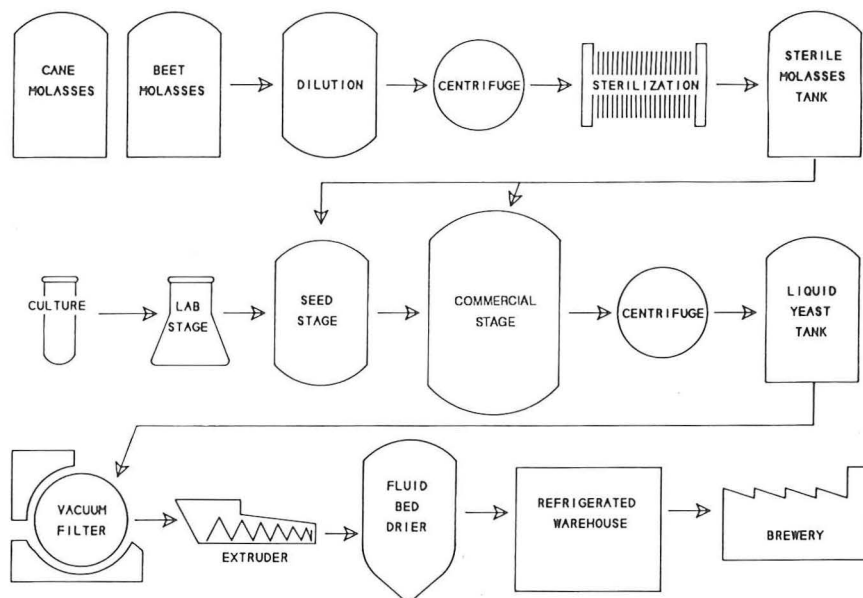 CANE
MOLASSES
BEET
MOLASSES
DILUTION
CENTRIFUGE
STERILIZATION
STERILE
MOLASSES
TANK
CULTURE
LAB
STAGE
SEED
STAGE
COMMERCIAL
STAGE
CENTRIFUGE
LIQUID
YEAST
TANK
VACUUM
FILTER
EXTRUDER
FLUID
BED
DRIER
REFRIGERATED
WAREHOUSE
BREWERY